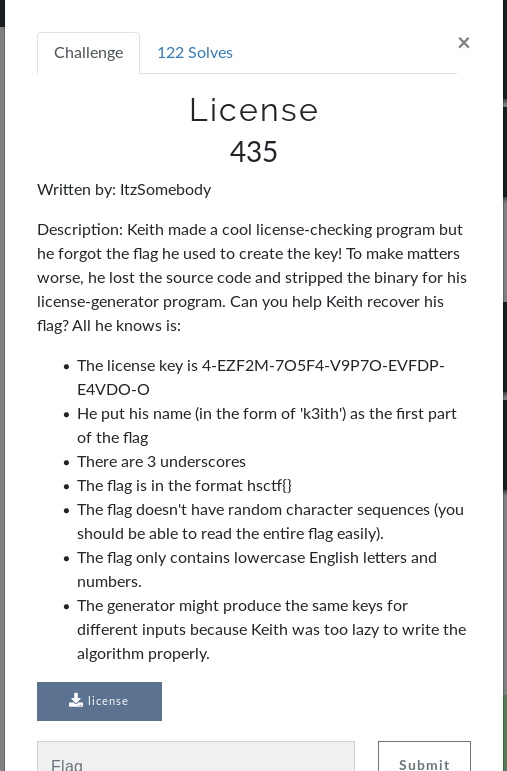 Challenge
122 Solves
×
License
435
Written by: ItzSomebody
Description: Keith made a cool license-checking program but
he forgot the flag he used to create the key! To make matters
worse, he lost the source code and stripped the binary for his
license-generator program. Can you help Keith recover his
flag? All he knows is:
• The license key is 4-EZF2M-7O5F4-V9P7O-EVFDP-
E4VDO-O
• He put his name (in the form of 'k3ith') as the first part
of the flag
• There are 3 underscores
• The flag is in the format hsctf{}
• The flag doesn't have random character sequences (you
should be able to read the entire flag easily).
• The flag only contains lowercase English letters and
numbers.
• The generator might produce the same keys for
different inputs because Keith was too lazy to write the
algorithm properly.
license
Flag
Submit